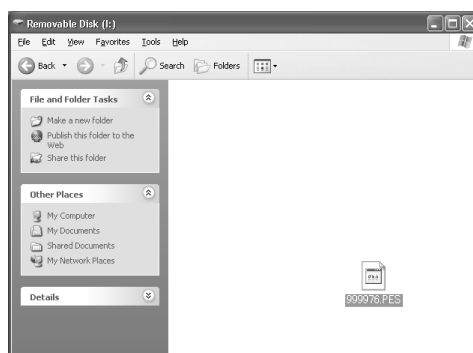 Removable Disk (I:)
File Edit View Favorites Tools Help
Back Search Folders
File and Folder Tasks
Make a new folder
Publish this folder to the
Web
Share this folder
Other Places
My Computer
My Documents
Shared Documents
My Network Places
Details
999976.PES